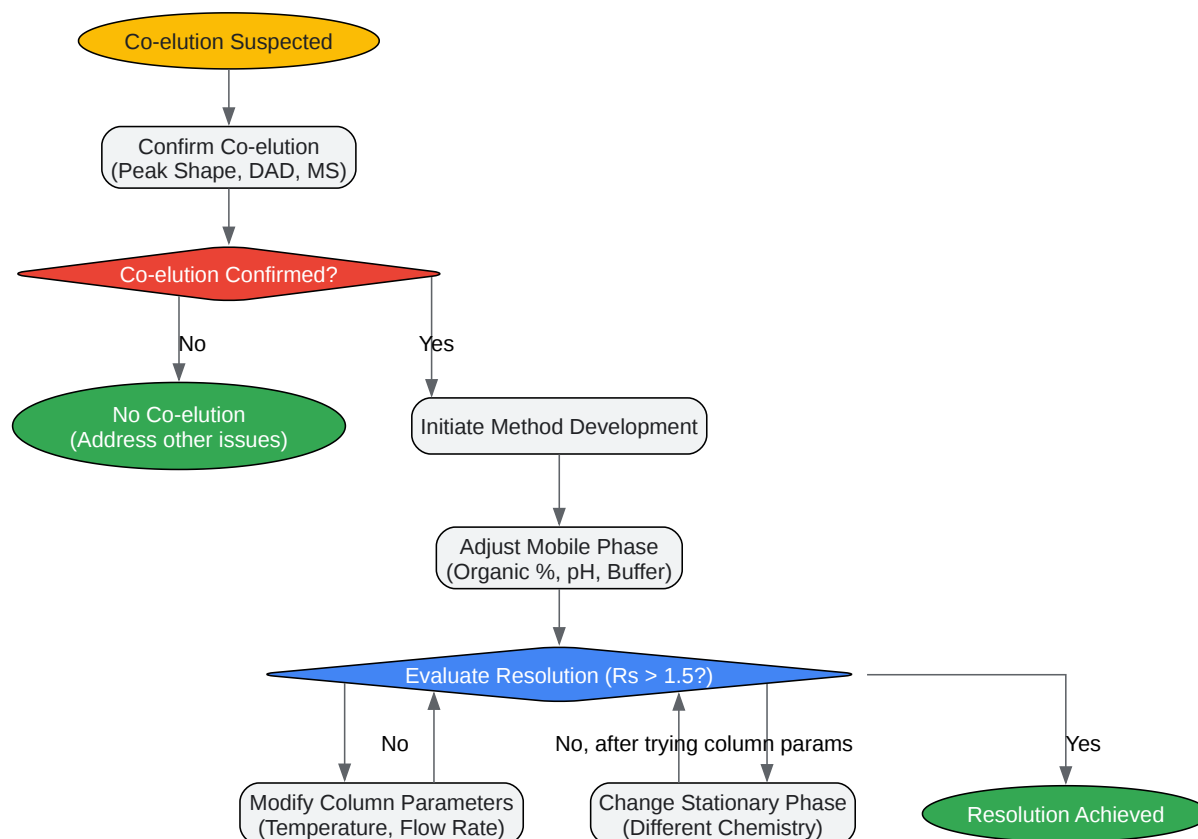 Co-elution Suspected
Confirm Co-elution
(Peak Shape, DAD, MS)
Co-elution Confirmed?
No
Yes
No Co-elution
(Address other issues)
Initiate Method Development
Adjust Mobile Phase
(Organic %, pH, Buffer)
Evaluate Resolution (Rs > 1.5?)
No
No, after trying column params
Yes
Modify Column Parameters
(Temperature, Flow Rate)
Change Stationary Phase
(Different Chemistry)
Resolution Achieved